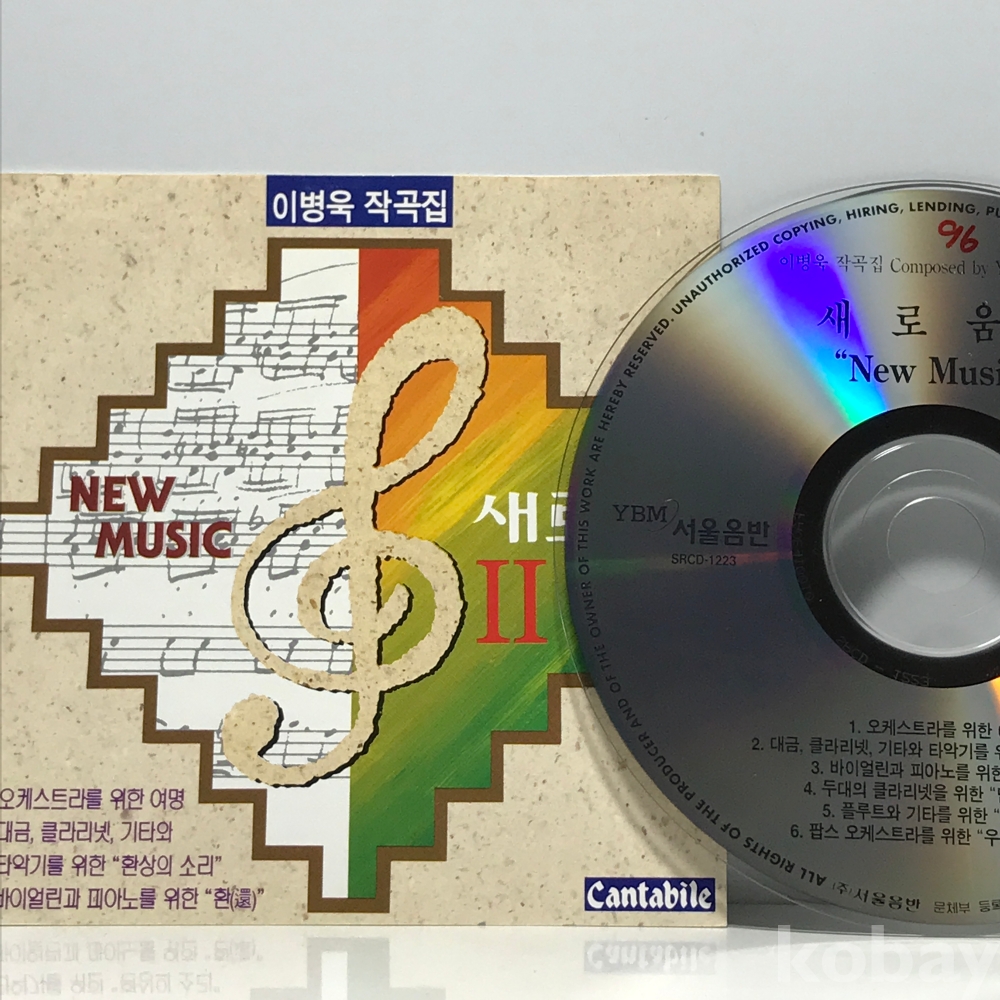 이병욱 작곡집
NEW
MUSIC
새로
II
오케스트라를 위한 여명
대금, 클라리넷, 기타와
타악기를 위한 “환상의 소리”
바이얼린과 피아노를 위한 “환(還)”
Cantabile
UNAUTHORIZED COPYING, HIRING, LENDING,
96
이병욱 작곡집 Composed by
새 로 움
“New Music
YBM 서울음반
SRCD-1223
1. 오케스트라를 위한
2. 대금, 클라리넷, 기타와 타악기를
3. 바이얼린과 피아노를 위한
4. 두대의 클라리넷을 위한
5. 플루트와 기타를 위한
6. 팝스 오케스트라를 위한
ALL RIGHTS OF THE PRODUCER AND OF THE OWNER OF THIS WORK ARE HEREBY RESERVED.
(주)서울음반 문체부 등록
kobay